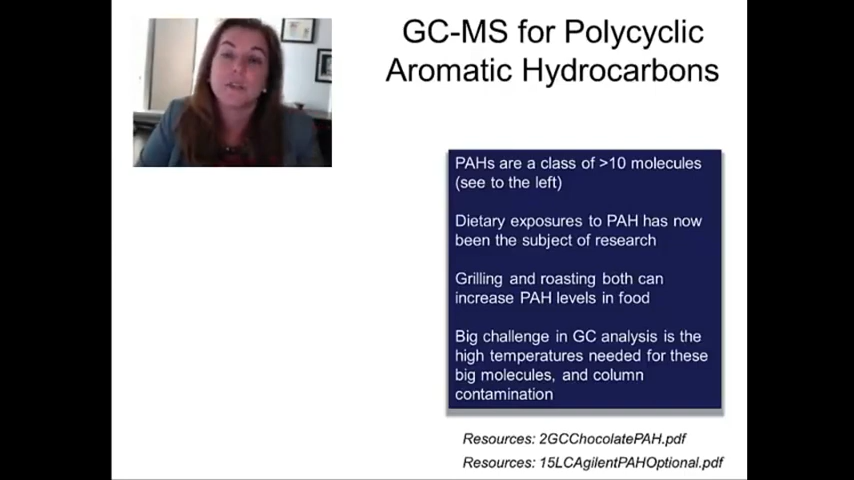 GC-MS for Polycyclic
Aromatic Hydrocarbons
PAHs are a class of >10 molecules
(see to the left)
Dietary exposures to PAH has now
been the subject of research
Grilling and roasting both can
increase PAH levels in food
Big challenge in GC analysis is the
high temperatures needed for these
big molecules, and column
contamination
Resources: 2GCChocolatePAH.pdf
Resources: 15LCAgilentPAHOptional.pdf